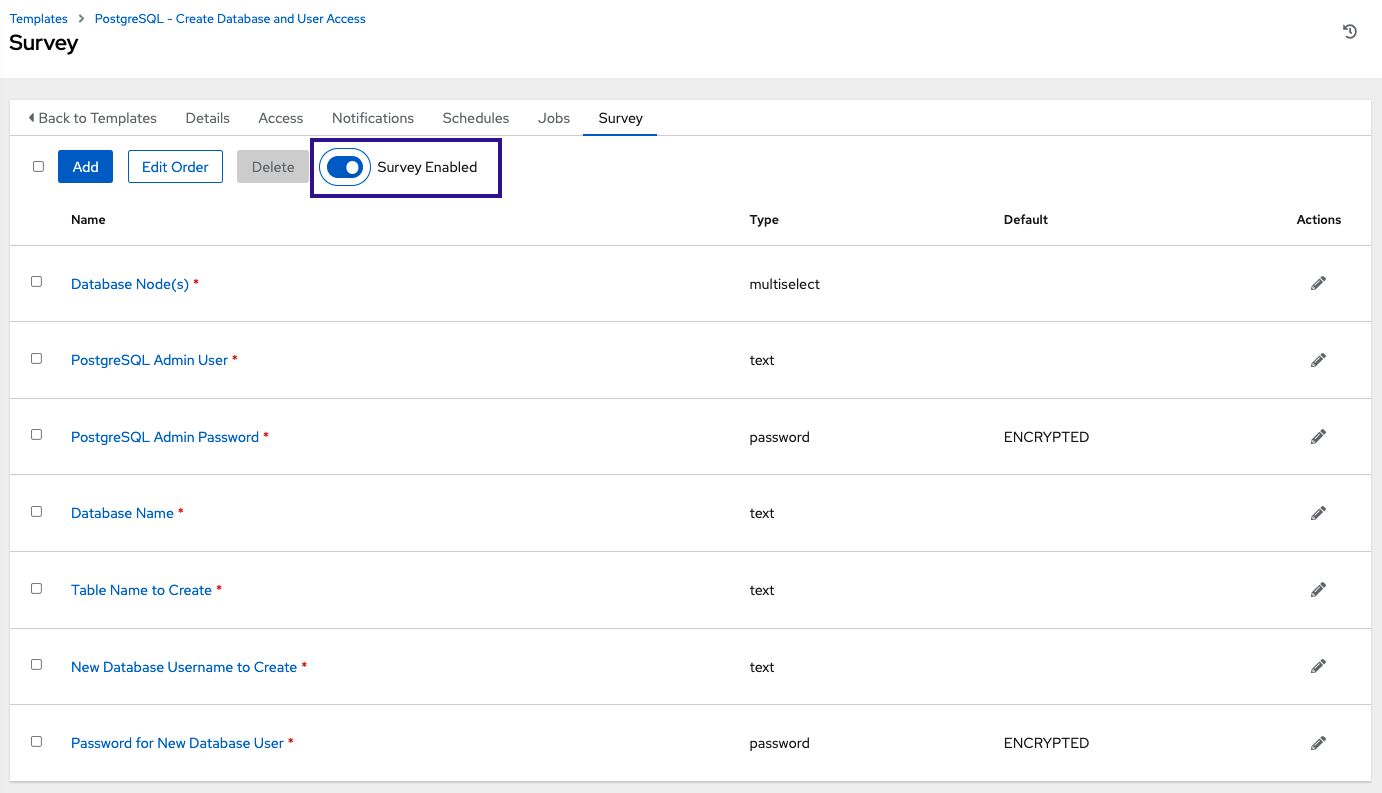 Templates > PostgreSQL - Create Database and User Access
Survey
Back to Templates Details Access Notifications Schedules Jobs Survey
Add Edit Order Delete Survey Enabled
Name Type Default Actions
Database Node(s) * multiselect
PostgreSQL Admin User * text
PostgreSQL Admin Password * password ENCRYPTED
Database Name * text
Table Name to Create * text
New Database Username to Create * text
Password for New Database User * password ENCRYPTED